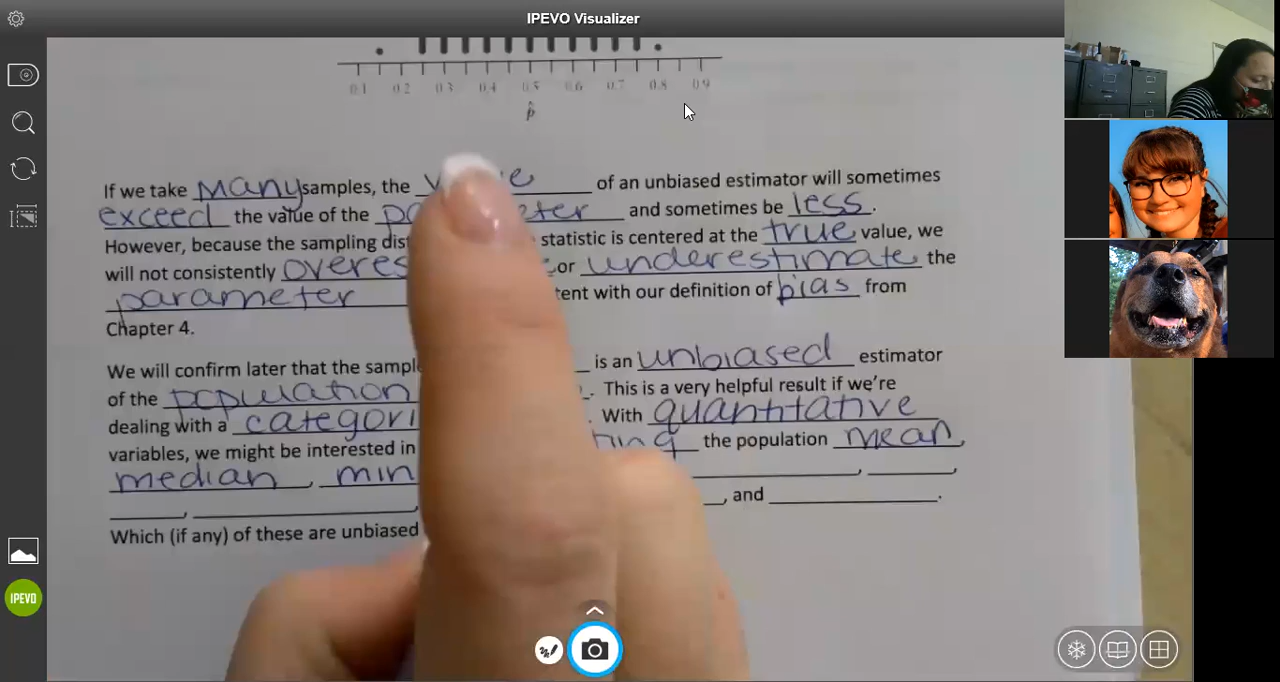 IPEVO Visualizer
0.1 0.2 0.3 0.4 0.5 0.6 0.7 0.8 0.9
p̂
If we take many samples, the of an unbiased estimator will sometimes
exceed the value of the and sometimes be less.
However, because the sampling statistic is centered at the true value, we
will not consistently or underestimate the
parameter with our definition of bias from
Chapter 4.
We will confirm later that the is an unbiased estimator
of the population . This is a very helpful result if we're
dealing with a With quantitative
variables, we might be interested in the population mean,
median, min
, and .
Which (if any) of these are unbiased
IPEVO